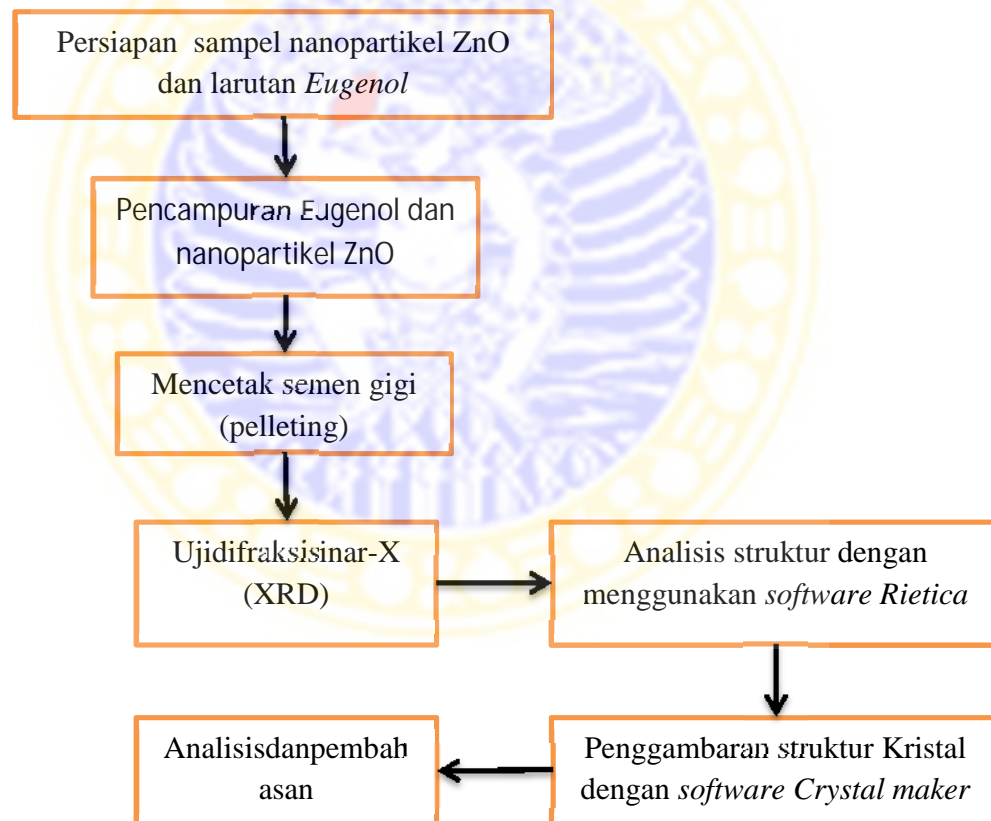 Persiapan sampel nanopartikel ZnO
dan larutan Eugenol
Pencampuran Eugenol dan
nanopartikel ZnO
Mencetak semen gigi
(pelleting)
Ujidifraksisinar-X
(XRD)
Analisis struktur dengan
menggunakan software Rietica
Penggambaran struktur Kristal
dengan software Crystal maker
Analisisdanpembah
asan